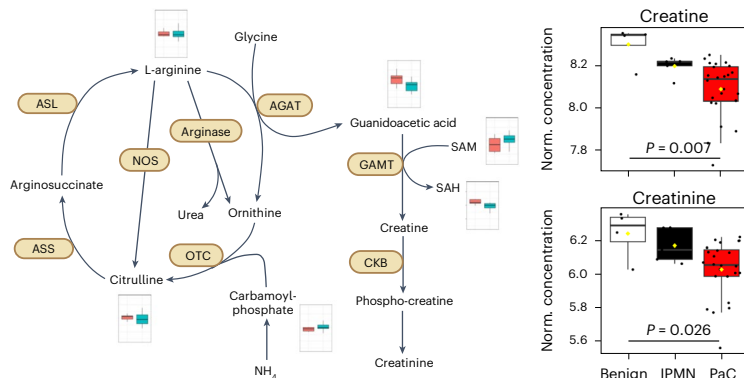 Glycine
L-arginine
ASL
AGAT
Arginase
Guanidoacetic acid
NOS
GAMT
SAM
Arginosuccinate
SAH
Urea
Ornithine
Creatine
ASS
OTC
CKB
Citrulline
Carbamoyl-
phosphate
Phospho-creatine
NH₄
Creatinine
Creatine
Norm. concentration
8.2
8.0
7.8
P = 0.007
Creatinine
Norm. concentration
6.2
6.0
5.6
P = 0.026
Benign IPMN PaC